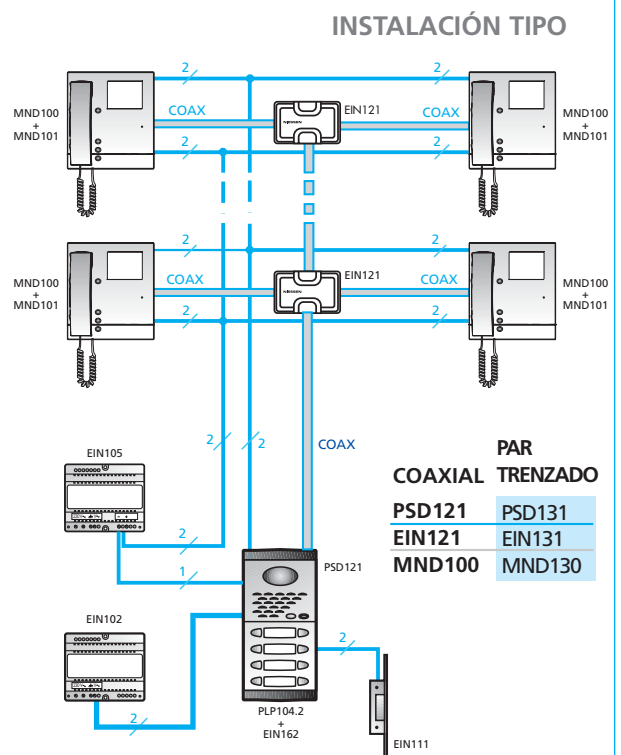 INSTALACIÓN TIPO
2
2
MND100
+
MND101
COAX
EIN121
COAX
MND100
+
MND101
2
2
2
2
MND100
+
MND101
COAX
EIN121
COAX
MND100
+
MND101
2
2
2
2
COAX
EIN105
2
1
PSD121
EIN102
2
2
PLP104.2
+
EIN162
EIN111
COAXIAL PAR TRENZADO
PSD121 PSD131
EIN121 EIN131
MND100 MND130